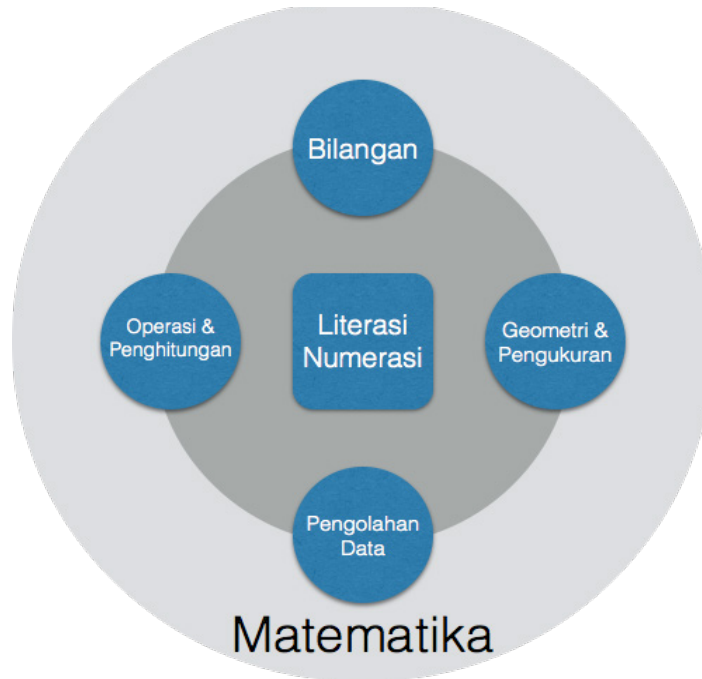 Bilangan
Operasi &
Penghitungan
Literasi
Numerasi
Geometri &
Pengukuran
Pengolahan
Data
Matematika